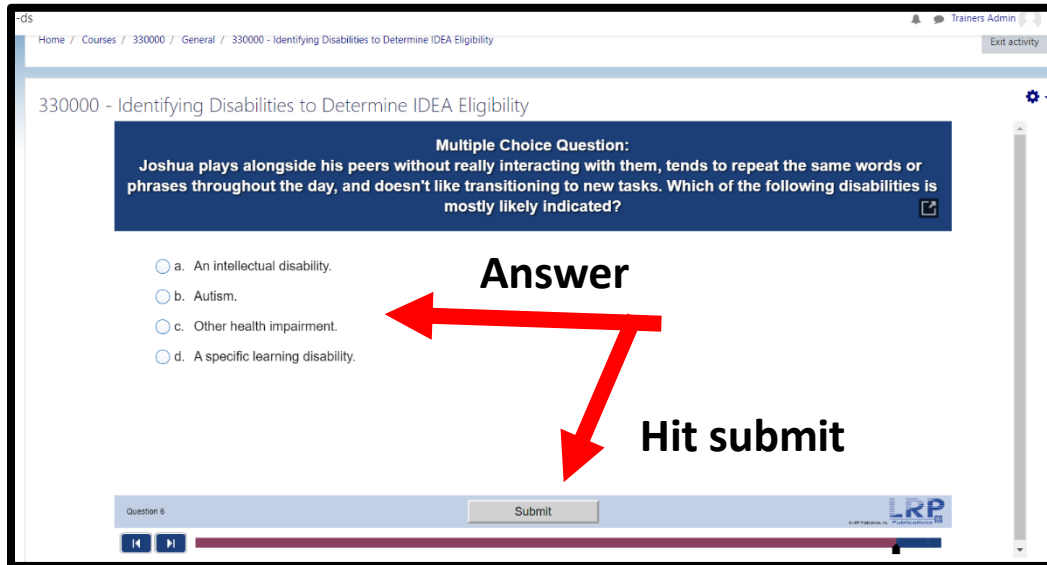 -ds
Trainers Admin
Home / Courses / 330000 / General / 330000 - Identifying Disabilities to Determine IDEA Eligibility
Exit activity
330000 - Identifying Disabilities to Determine IDEA Eligibility
Multiple Choice Question:
Joshua plays alongside his peers without really interacting with them, tends to repeat the same words or
phrases throughout the day, and doesn't like transitioning to new tasks. Which of the following disabilities is
mostly likely indicated?
a. An intellectual disability.
Answer
b. Autism.
c. Other health impairment.
d. A specific learning disability.
Hit submit
Question 6
Submit
LRP
Publications